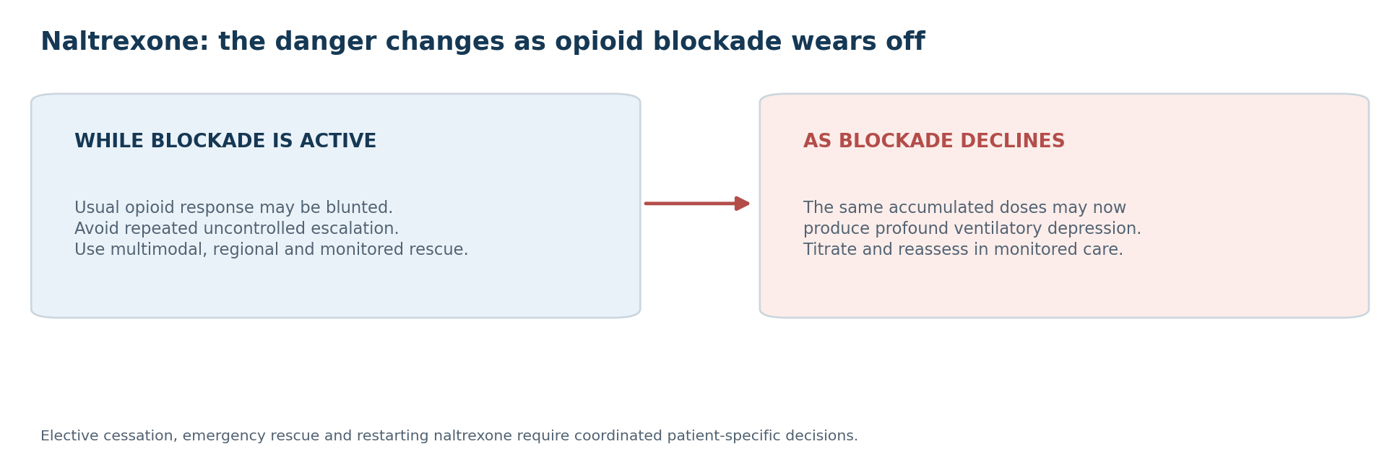 Naltrexone: the danger changes as opioid blockade wears off
WHILE BLOCKADE IS ACTIVE
Usual opioid response may be blunted.
Avoid repeated uncontrolled escalation.
Use multimodal, regional and monitored rescue.
AS BLOCKADE DECLINES
The same accumulated doses may now
produce profound ventilatory depression.
Titrate and reassess in monitored care.
Elective cessation, emergency rescue and restarting naltrexone require coordinated patient-specific decisions.